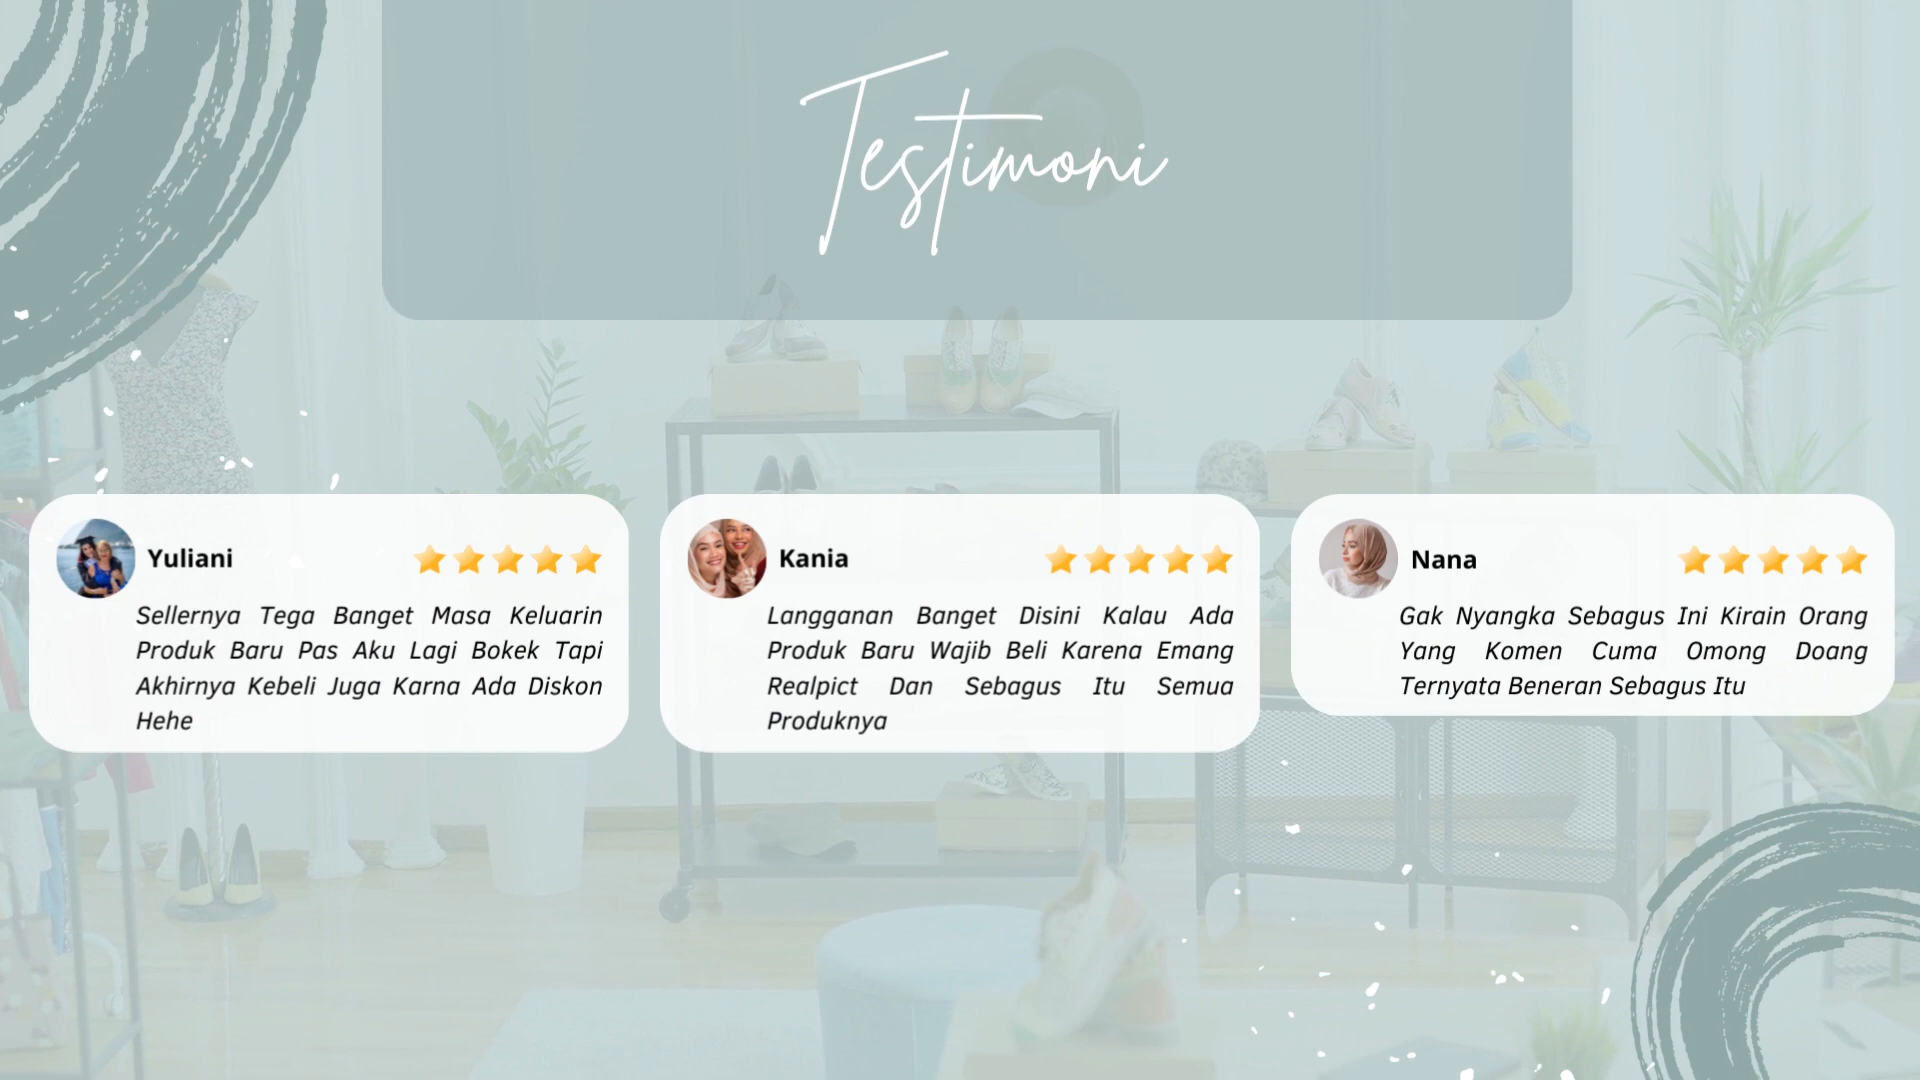 Testimoni
Yuliani
Sellernya Tega Banget Masa Keluarin
Produk Baru Pas Aku Lagi Bokek Tapi
Akhirnya Kebeli Juga Karna Ada Diskon
Hehe
Kania
Langganan Banget Disini Kalau Ada
Produk Baru Wajib Beli Karena Emang
Realpict Dan Sebagus Itu Semua
Produknya
Nana
Gak Nyangka Sebagus Ini Kirain Orang
Yang Komen Cuma Omong Doang
Ternyata Beneran Sebagus Itu